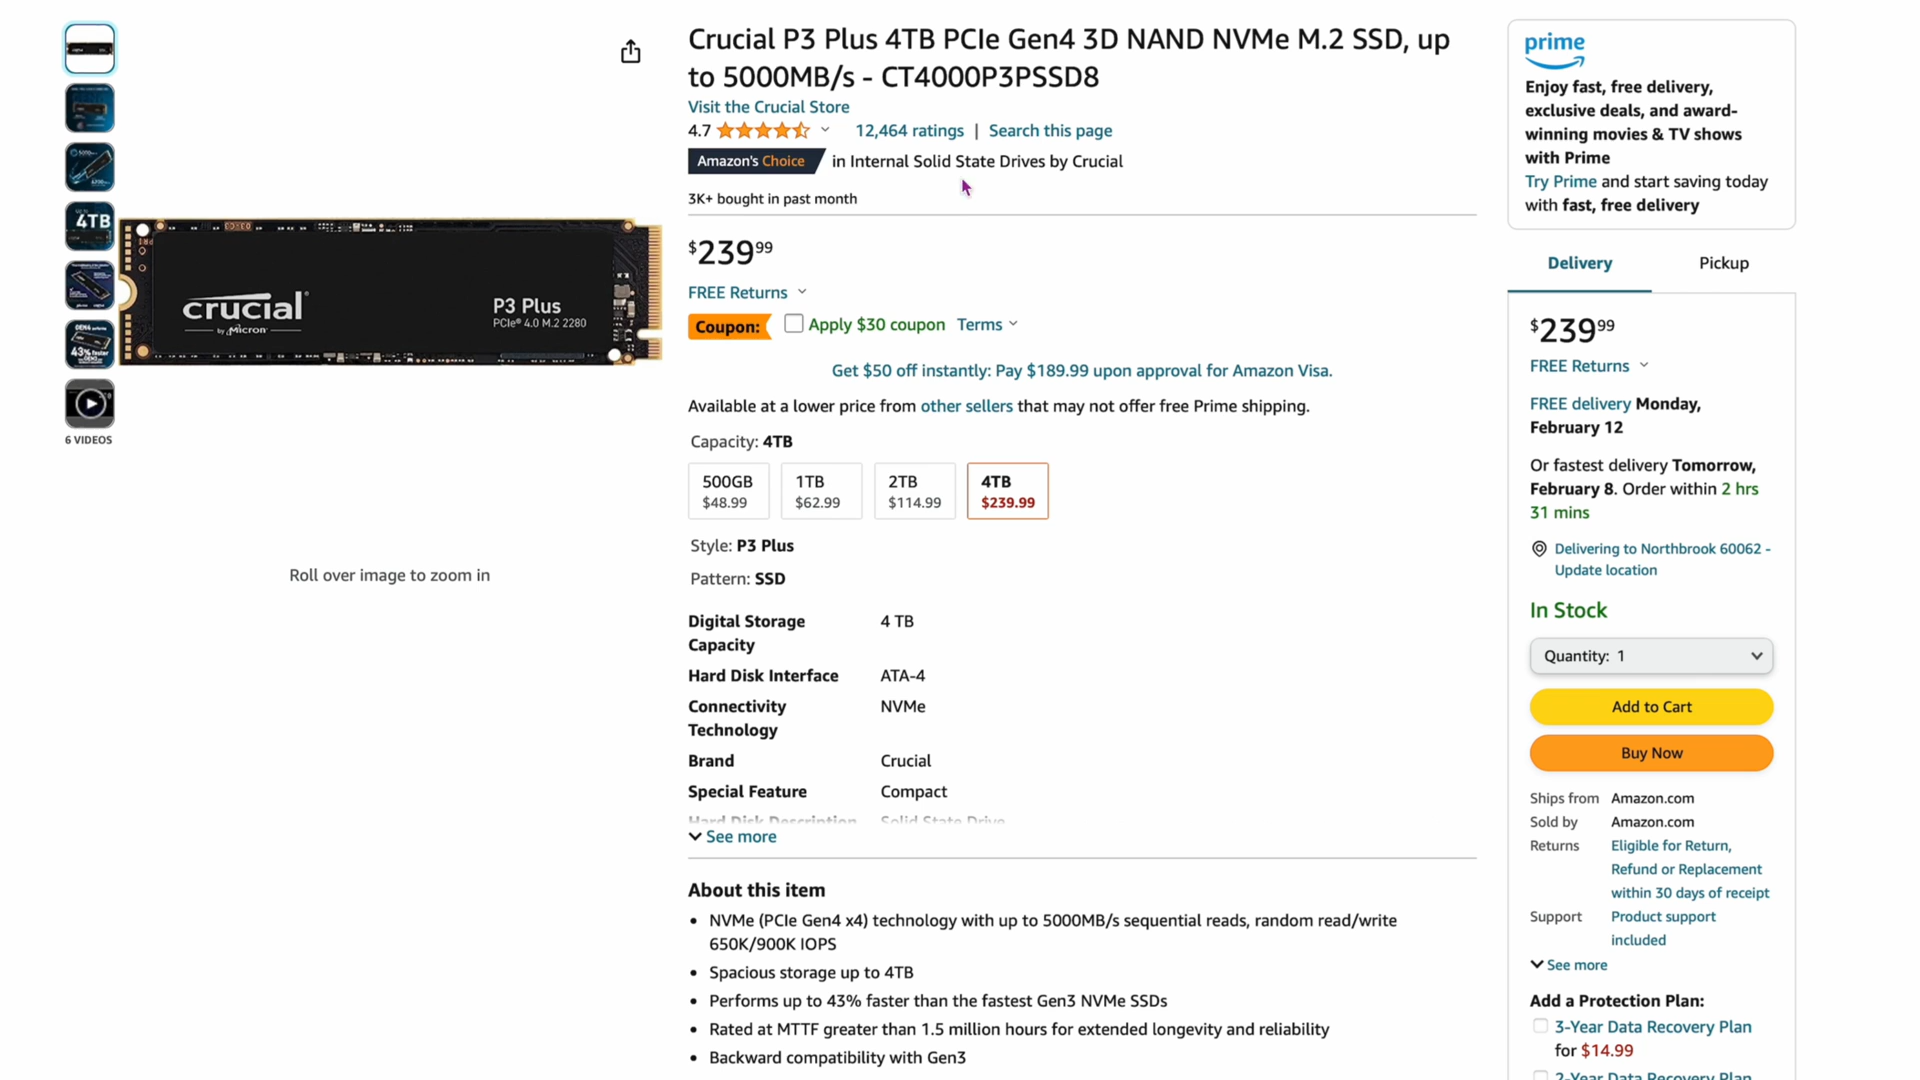 Crucial P3 Plus 4TB PCIe Gen4 3D NAND NVMe M.2 SSD, up
to 5000MB/s - CT4000P3PSSD8
Visit the Crucial Store
4.7
12,464 ratings | Search this page
Amazon's Choice in Internal Solid State Drives by Crucial
3K+ bought in past month
$239 99
FREE Returns
Coupon: Apply $30 coupon Terms
Get $50 off instantly: Pay $189.99 upon approval for Amazon Visa.
Available at a lower price from other sellers that may not offer free Prime shipping.
Capacity: 4TB
500GB
$48.99
1TB
$62.99
2TB
$114.99
4TB
$239.99
Style: P3 Plus
Pattern: SSD
Digital Storage
Capacity
4 TB
Hard Disk Interface ATA-4
Connectivity
Technology
NVMe
Brand Crucial
Special Feature Compact
Hard Disk Description Solid State Drive
See more
About this item
• NVMe (PCIe Gen4 x4) technology with up to 5000MB/s sequential reads, random read/write
650K/900K IOPS
• Spacious storage up to 4TB
• Performs up to 43% faster than the fastest Gen3 NVMe SSDs
• Rated at MTTF greater than 1.5 million hours for extended longevity and reliability
• Backward compatibility with Gen3
4TB
43% faster
6 VIDEOS
crucial
by Micron
P3 Plus
PCIe® 4.0 M.2 2280
Roll over image to zoom in
prime
Enjoy fast, free delivery,
exclusive deals, and award-
winning movies & TV shows
with Prime
Try Prime and start saving today
with fast, free delivery
Delivery
Pickup
$239 99
FREE Returns
FREE delivery Monday,
February 12
Or fastest delivery Tomorrow,
February 8. Order within 2 hrs
31 mins
Delivering to Northbrook 60062 -
Update location
In Stock
Quantity: 1
Add to Cart
Buy Now
Ships from Amazon.com
Sold by Amazon.com
Returns Eligible for Return,
Refund or Replacement
within 30 days of receipt
Support Product support
included
See more
Add a Protection Plan:
3-Year Data Recovery Plan
for $14.99
2-Year Data Recovery Plan